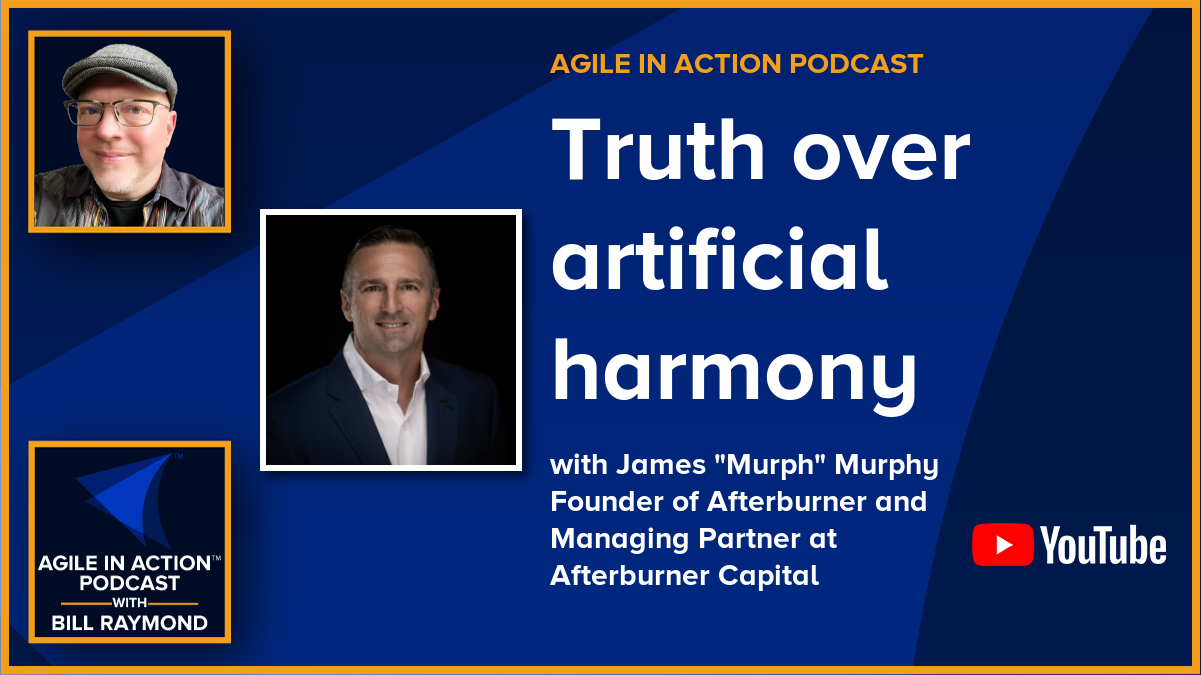 AGILE IN ACTION PODCAST
Truth over
artificial
harmony
with James "Murph" Murphy
Founder of Afterburner and
Managing Partner at
Afterburner Capital
YouTube
TM
AGILE IN ACTION™
PODCAST
WITH
BILL RAYMOND